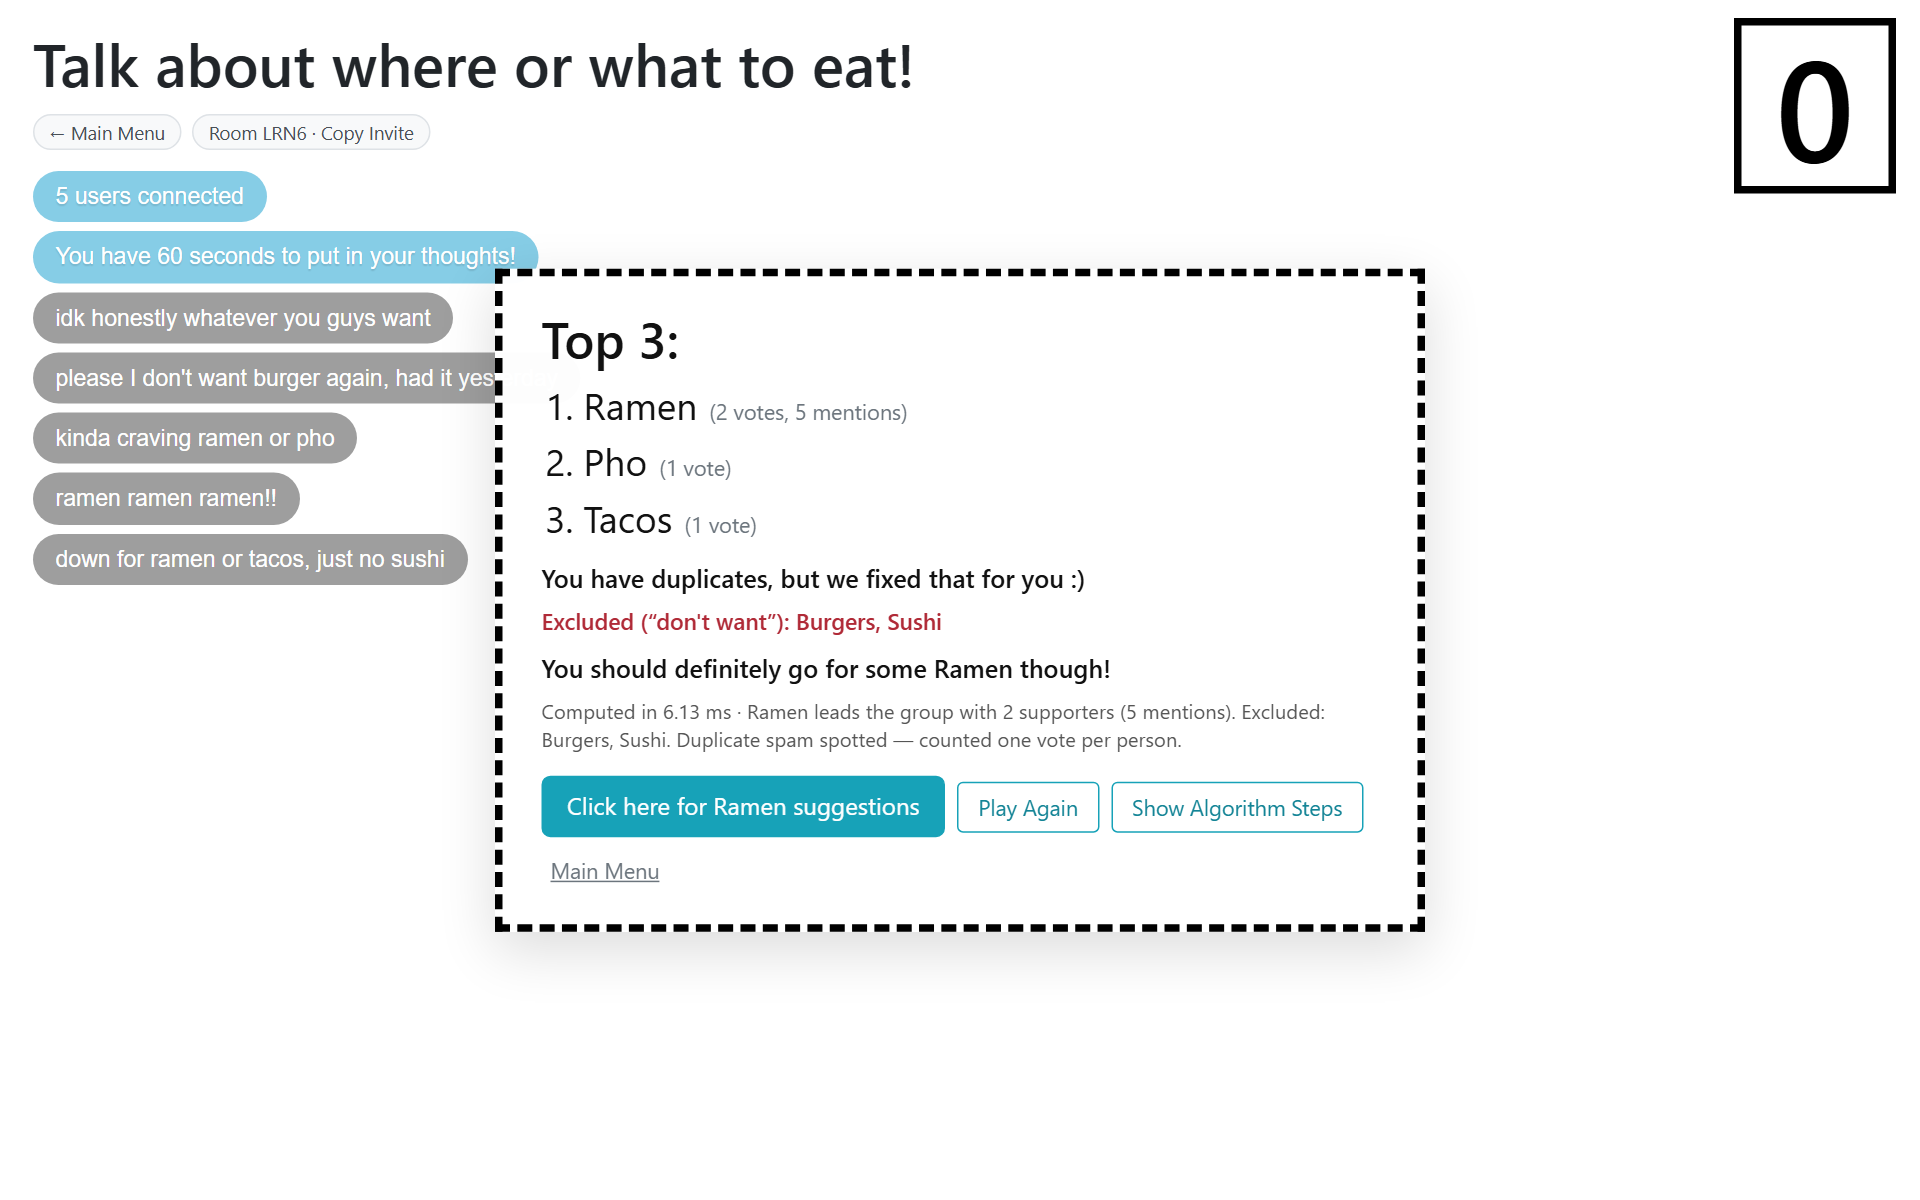 Talk about where or what to eat!
0
← Main Menu
Room LRN6 · Copy Invite
5 users connected
You have 60 seconds to put in your thoughts!
idk honestly whatever you guys want
please I don't want burger again, had it
kinda craving ramen or pho
ramen ramen ramen!!
down for ramen or tacos, just no sushi
Top 3:
1. Ramen (2 votes, 5 mentions)
2. Pho (1 vote)
3. Tacos (1 vote)
You have duplicates, but we fixed that for you :)
Excluded (“don't want”): Burgers, Sushi
You should definitely go for some Ramen though!
Computed in 6.13 ms · Ramen leads the group with 2 supporters (5 mentions). Excluded:
Burgers, Sushi. Duplicate spam spotted — counted one vote per person.
Click here for Ramen suggestions
Play Again
Show Algorithm Steps
Main Menu